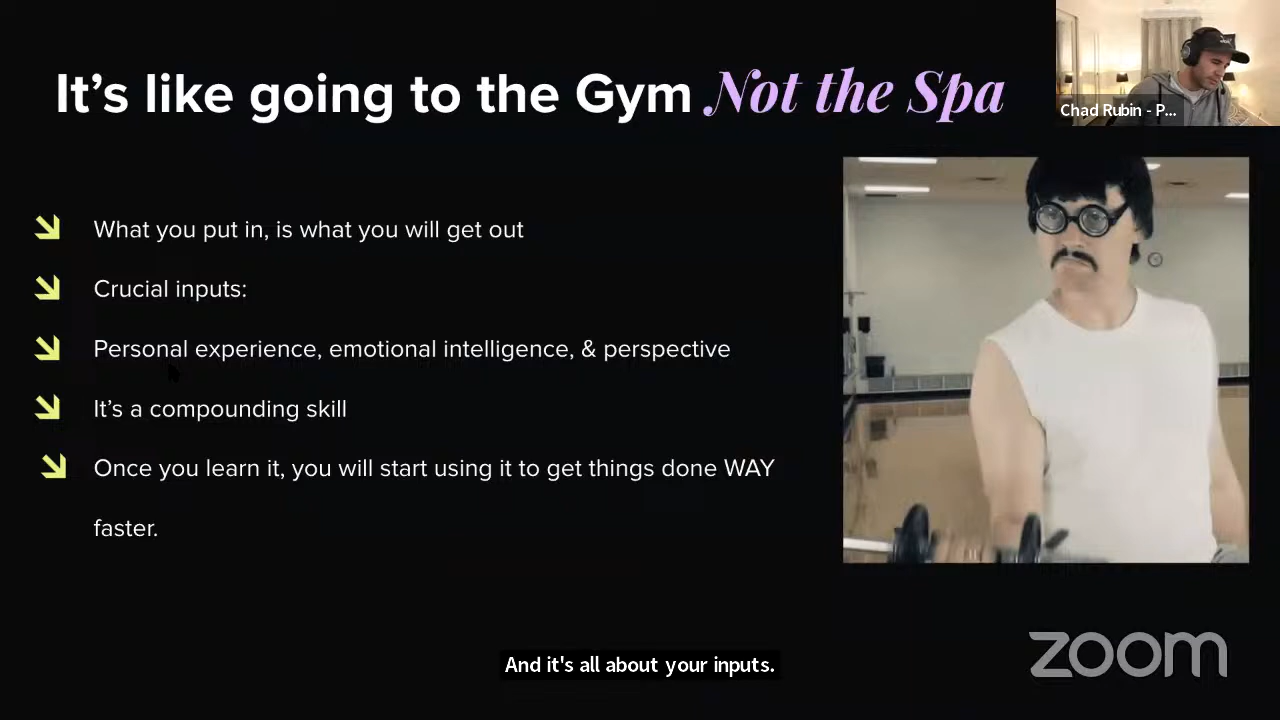 It's like going to the Gym Not the Spa
Chad Rubin - P...
What you put in, is what you will get out
Crucial inputs:
Personal experience, emotional intelligence, & perspective
It's a compounding skill
Once you learn it, you will start using it to get things done WAY
faster.
And it's all about your inputs.
zoom